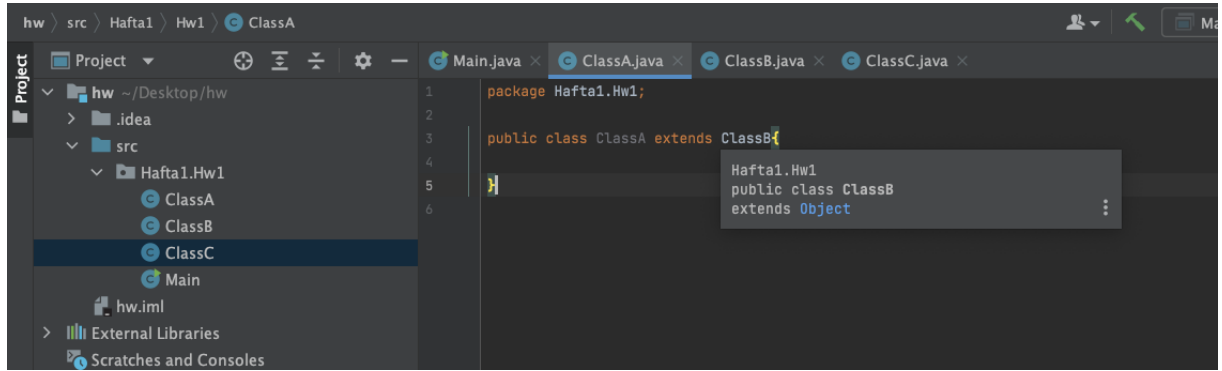 hw 〉 src 〉 Hafta1 〉 Hw1 〉 ClassA
Project
Project
Main.java
ClassA.java
ClassB.java
ClassC.java
hw ~/Desktop/hw
.idea
src
Hafta1.Hw1
ClassA
ClassB
ClassC
Main
hw.iml
External Libraries
Scratches and Consoles
1 package Hafta1.Hw1;
2
3 public class ClassA extends ClassB{
4
5 }
6
Hafta1.Hw1
public class ClassB
extends Object